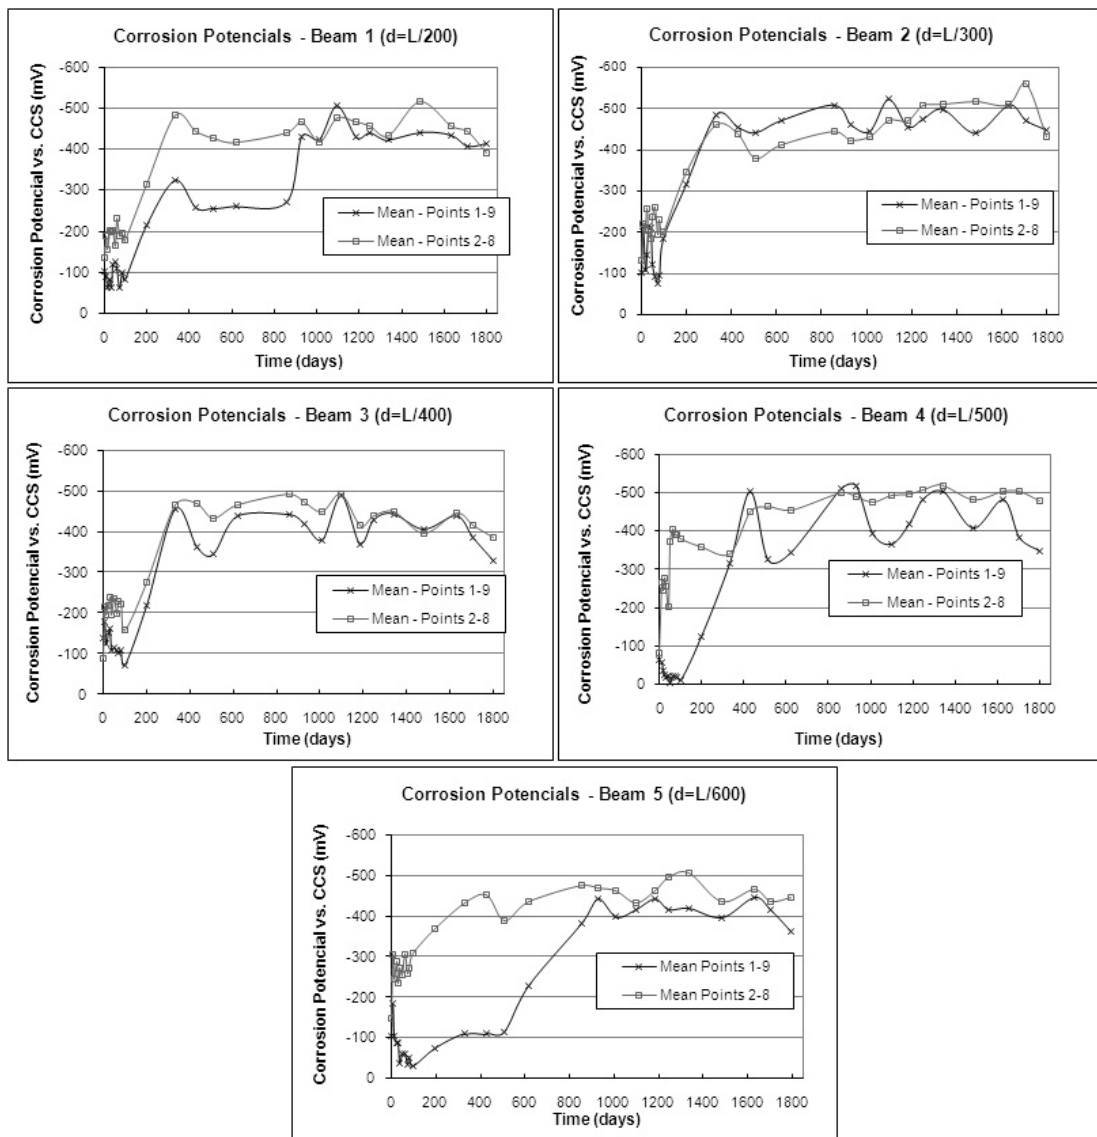 Corrosion Potencials - Beam 1 (d=L/200)
Corrosion Potencial vs. CCS (mV)
-600
-500
-400
-300
-200
-100
0
Mean - Points 1-9
Mean - Points 2-8
0 200 400 600 800 1000 1200 1400 1600 1800
Time (days)
Corrosion Potencials - Beam 2 (d=L/300)
Corrosion Potencial vs. CCS (mV)
-600
-500
-400
-300
-200
-100
0
Mean - Points 1-9
Mean - Points 2-8
0 200 400 600 800 1000 1200 1400 1600 1800
Time (days)
Corrosion Potencials - Beam 3 (d=L/400)
Corrosion Potencial vs. CCS (mV)
-600
-500
-400
-300
-200
-100
0
Mean - Points 1-9
Mean - Points 2-8
0 200 400 600 800 1000 1200 1400 1600 1800
Time (days)
Corrosion Potencials - Beam 4 (d=L/500)
Corrosion Potencial vs. CCS (mV)
-600
-500
-400
-300
-200
-100
0
Mean - Points 1-9
Mean - Points 2-8
0 200 400 600 800 1000 1200 1400 1600 1800
Time (days)
Corrosion Potencials - Beam 5 (d=L/600)
Corrosion Potencial vs. CCS (mV)
-600
-500
-400
-300
-200
-100
0
Mean Points 1-9
Mean Points 2-8
0 200 400 600 800 1000 1200 1400 1600 1800
Time (days)